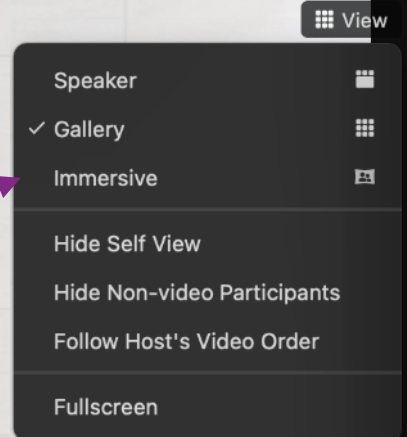 View
Speaker
Gallery
Immersive
Hide Self View
Hide Non-video Participants
Follow Host's Video Order
Fullscreen